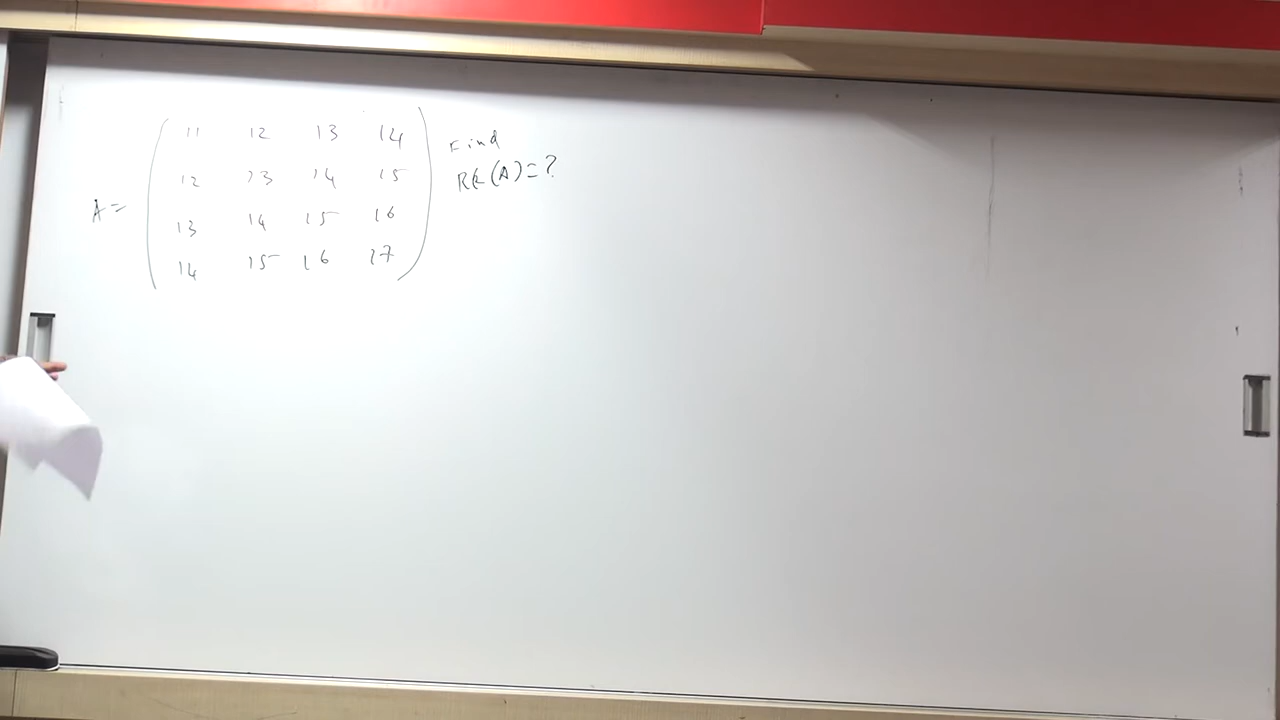 11 12 13 14
12 13 14 15
A =
13 14 15 16
14 15 16 17
Find
Rk(A)=?